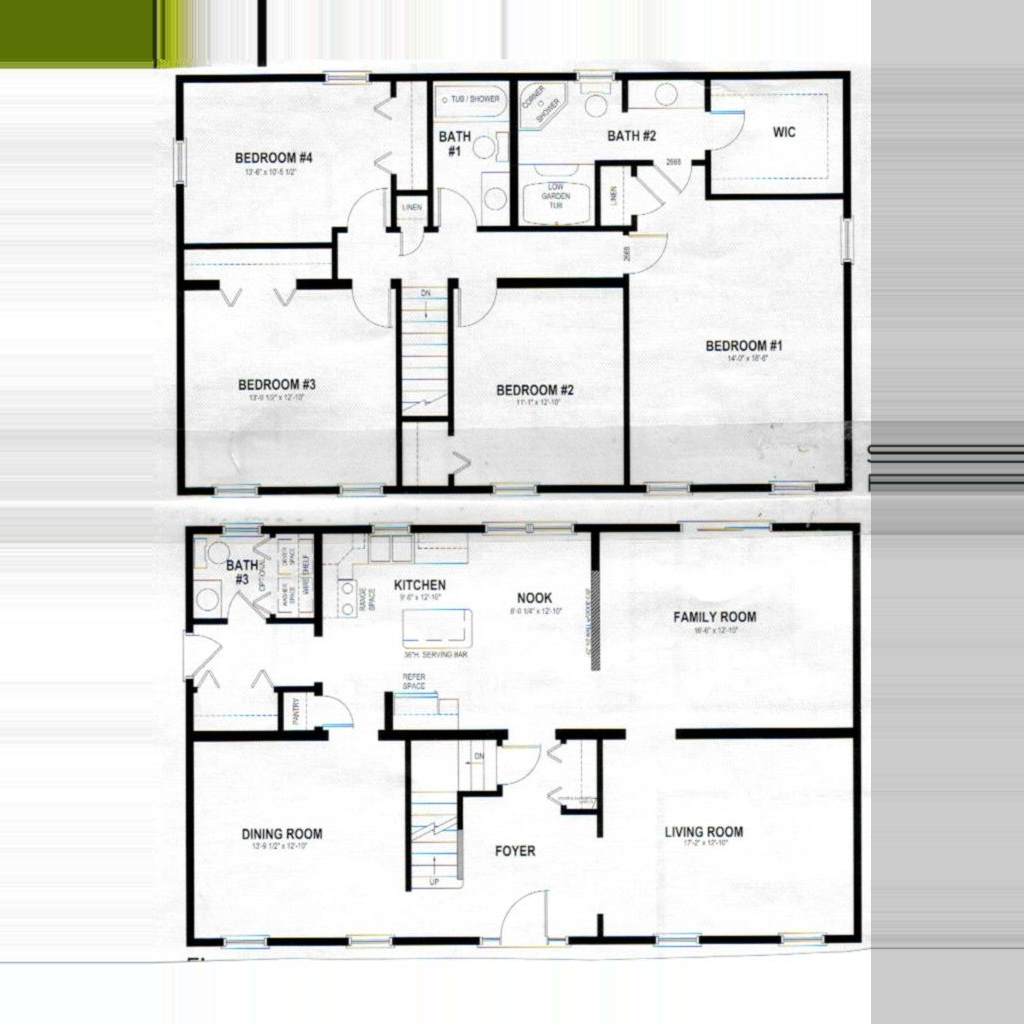 TUB / SHOWER
CORNER
SHOWER
BATH
#1
BATH #2
WIC
BEDROOM #4
13'-6" x 10'-5 1/2"
2668
LINEN
LOW
GARDEN
TUB
LINEN
2668
DN
BEDROOM #1
14'-0" x 18'-6"
BEDROOM #3
13'-9 1/2" x 12'-10"
BEDROOM #2
11'-1" x 12'-10"
BATH
#3
OPTIONAL
DRYER
SPACE
WASHER
SPACE
WIRE SHELF
KITCHEN
9'-8" x 12'-10"
RANGE
SPACE
NOOK
8'-0 1/4" x 12'-10"
FAMILY ROOM
16'-6" x 12'-10"
36"H. SERVING BAR
REFER
SPACE
PANTRY
DN
DINING ROOM
13'-9 1/2" x 12'-10"
FOYER
LIVING ROOM
17'-2" x 12'-10"
UP